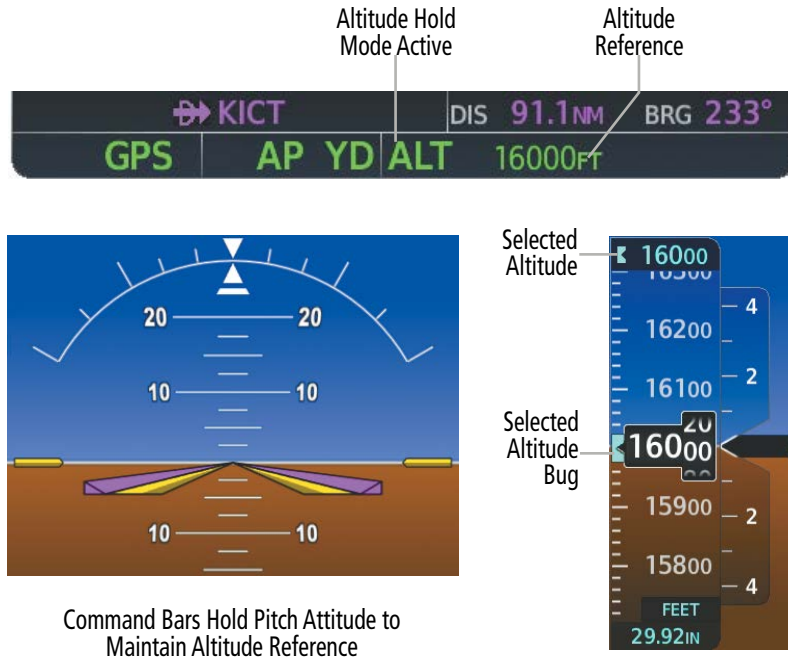 Altitude Hold
Mode Active
Altitude
Reference
KICT DIS 91.1NM BRG 233°
GPS AP YD ALT 16000FT
20 20
10 10
10 10
Command Bars Hold Pitch Attitude to
Maintain Altitude Reference
Selected
Altitude
16000
16200
16100
Selected
Altitude
Bug
20
16000
15900
15800
4
2
2
4
FEET
29.92IN